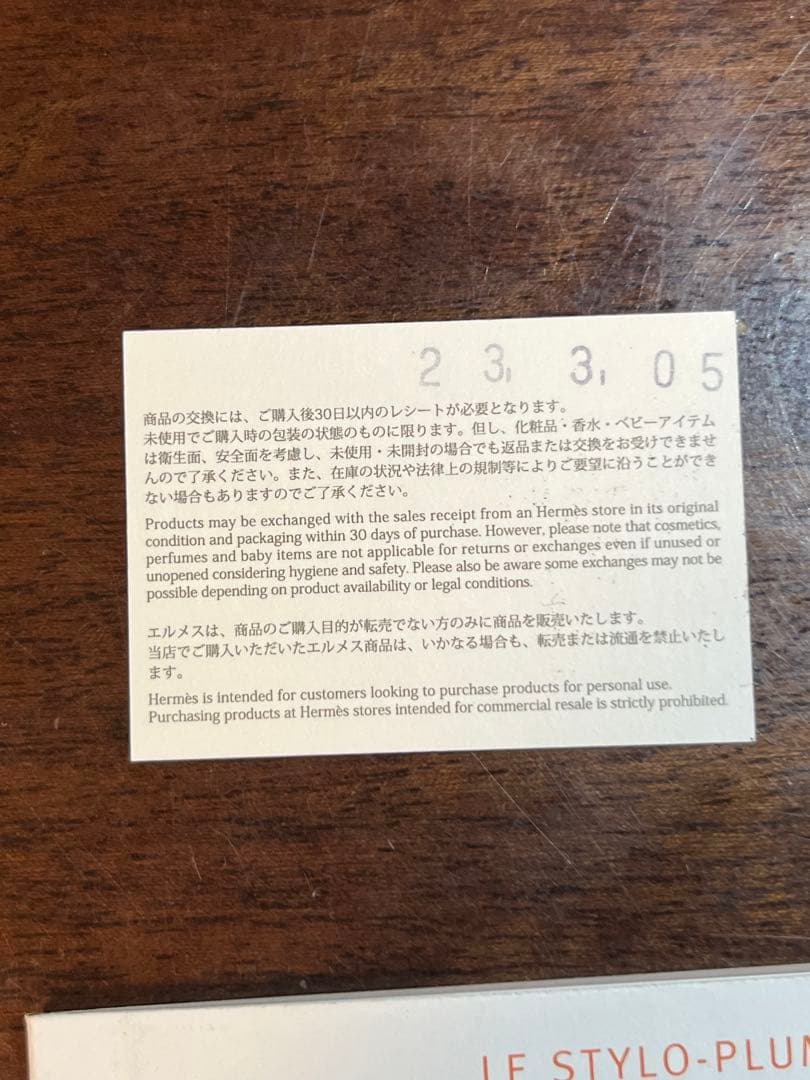 23, 3, 05
商品の交換には、ご購入後30日以内のレシートが必要となります。
未使用でご購入時の包装の状態のものに限ります。但し、化粧品・香水・ベビーアイテム
は衛生面、安全面を考慮し、未使用・未開封の場合でも返品または交換をお受けできませ
んので了承ください。また、在庫の状況や法律上の規制等によりご要望に沿うことができ
ない場合もありますのでご了承ください。
Products may be exchanged with the sales receipt from an Hermès store in its original
condition and packaging within 30 days of purchase. However, please note that cosmetics,
perfumes and baby items are not applicable for returns or exchanges even if unused or
unopened considering hygiene and safety. Please also be aware some exchanges may not be
possible depending on product availability or legal conditions.
エルメスは、商品のご購入目的が転売でない方のみに商品を販売いたします。
当店でご購入いただいたエルメス商品は、いかなる場合も、転売または流通を禁止いたし
ます。
Hermès is intended for customers looking to purchase products for personal use.
Purchasing products at Hermès stores intended for commercial resale is strictly prohibited.
LE STYLO-PLUM